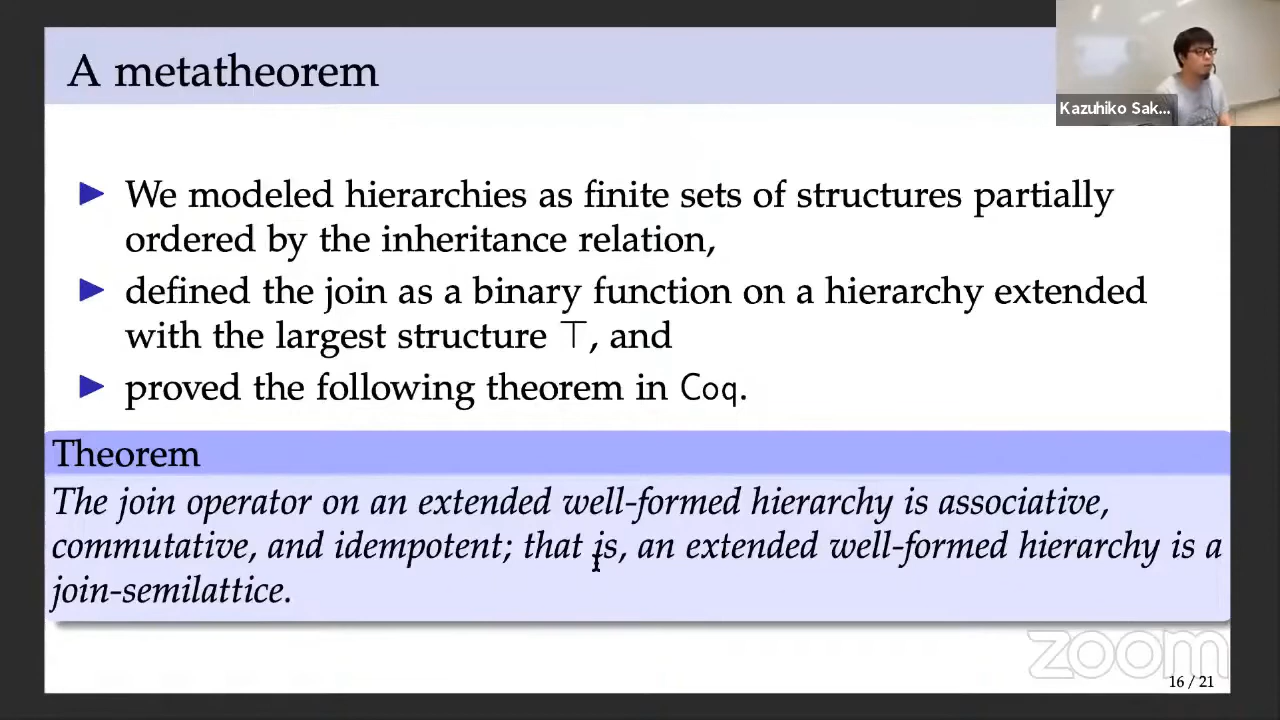 A metatheorem
Kazuhiko Sak...
▶ We modeled hierarchies as finite sets of structures partially
ordered by the inheritance relation,
▶ defined the join as a binary function on a hierarchy extended
with the largest structure ⊤, and
▶ proved the following theorem in Coq.
Theorem
The join operator on an extended well-formed hierarchy is associative,
commutative, and idempotent; that is, an extended well-formed hierarchy is a
join-semilattice.
zoom
16 / 21